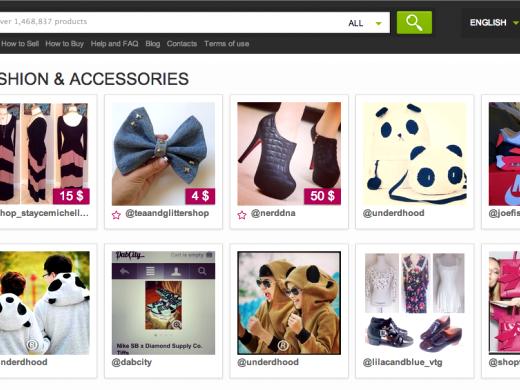 ver 1,468,837 products
ALL
ENGLISH
How to Sell
How to Buy
Help and FAQ
Blog
Contacts
Terms of use
SHION & ACCESSORIES
15 $
4 $
50 $
hop_staycemichell...
@teaandglittershop
@nerddna
@underdhood
@joefis
DabCity
Cart is empty
Nike SB x Diamond Supply Co.
Tiffs
underdhood
@dabcity
@underdhood
@lilacandblue_vtg
@shopv